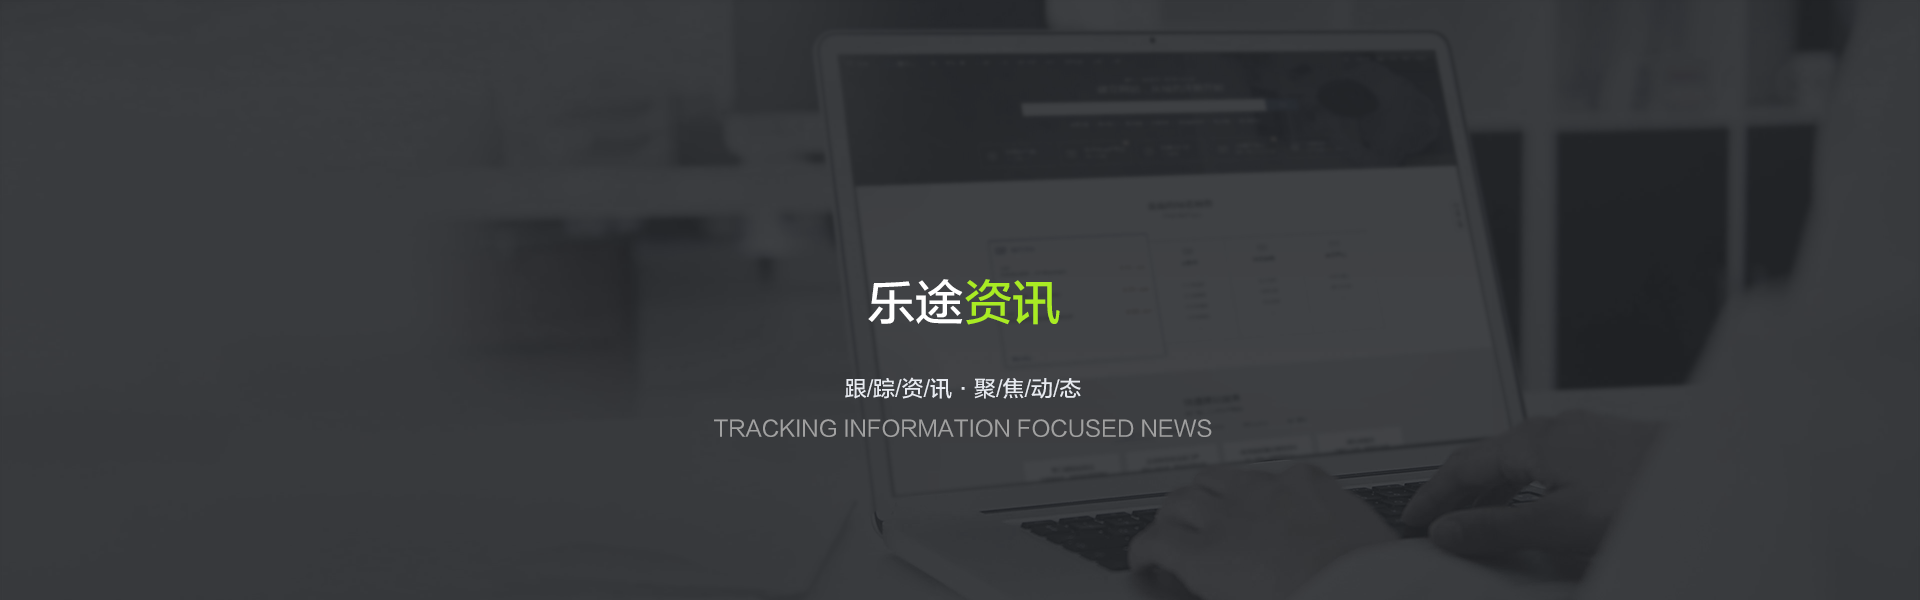 乐途资讯
跟/踪/资/讯 · 聚/焦/动/态
TRACKING INFORMATION FOCUSED NEWS